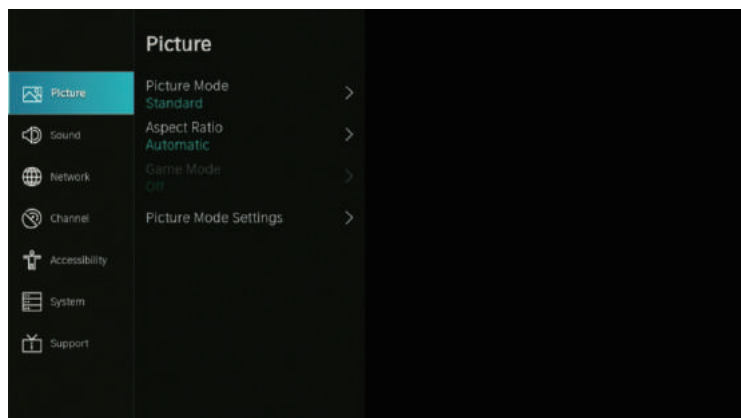 Picture
Picture
Sound
Network
Channel
Accessibility
System
Support
Picture Mode
Standard
Aspect Ratio
Automatic
Game Mode
Off
Picture Mode Settings